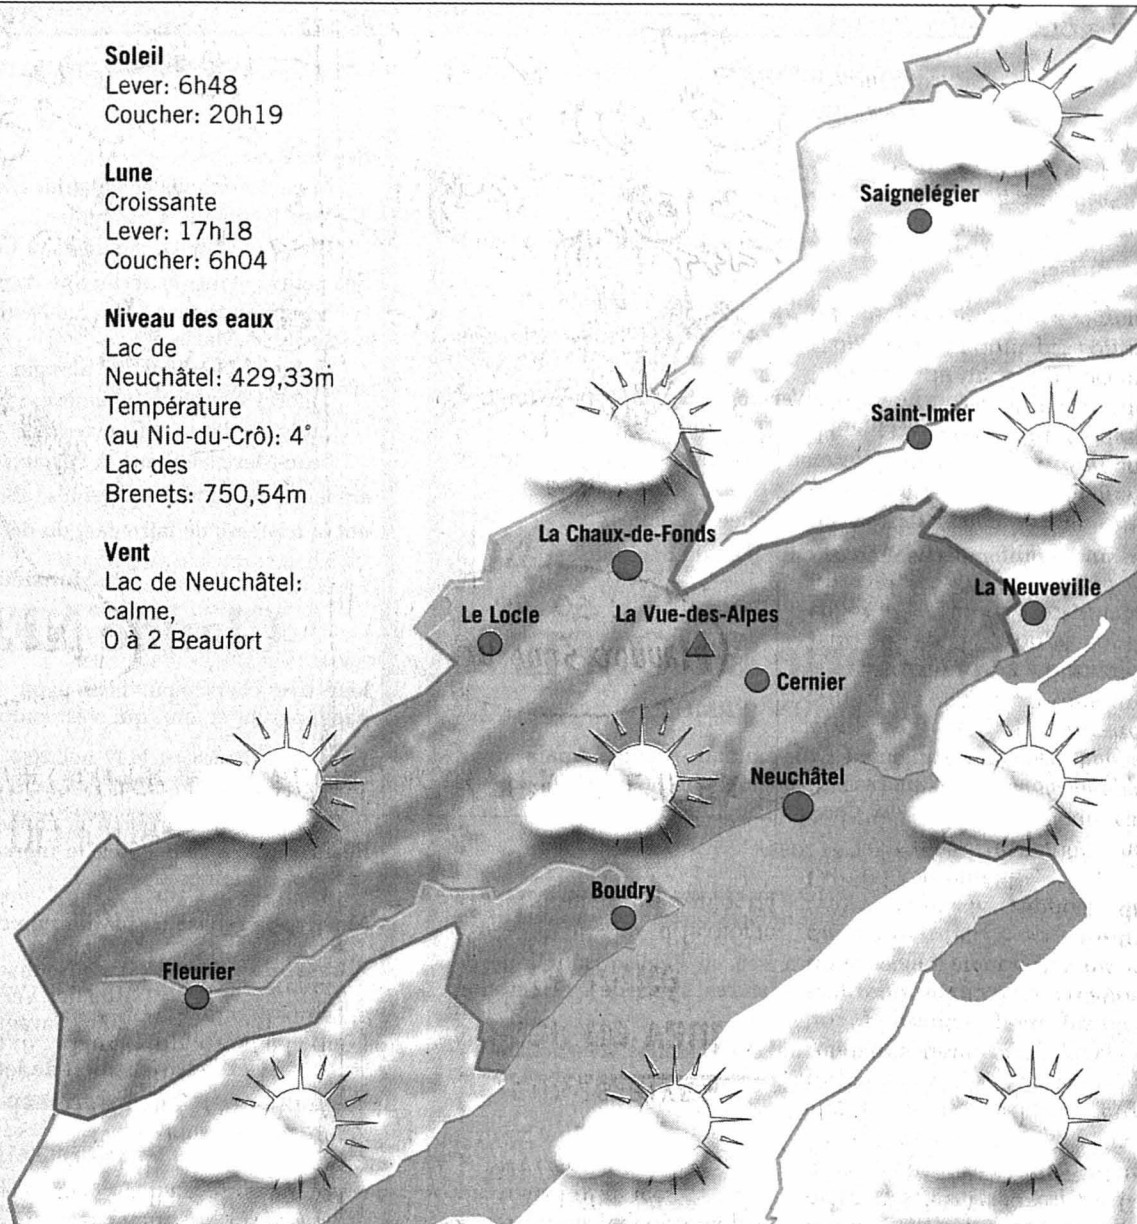 Soleil
Lever: 6h48
Coucher: 20h19
Lune
Croissante
Lever: 17h18
Coucher: 6h04
Niveau des eaux
Lac de
Neuchâtel: 429,33m
Température
(au Nid-du-Crô): 4°
Lac des
Brenets: 750,54m
Vent
Lac de Neuchâtel:
calme,
0 à 2 Beaufort
Saignelégier
Saint-Imier
La Chaux-de-Fonds
La Neuveville
Le Locle
La Vue-des-Alpes
Cernier
Neuchâtel
Boudry
Fleurier